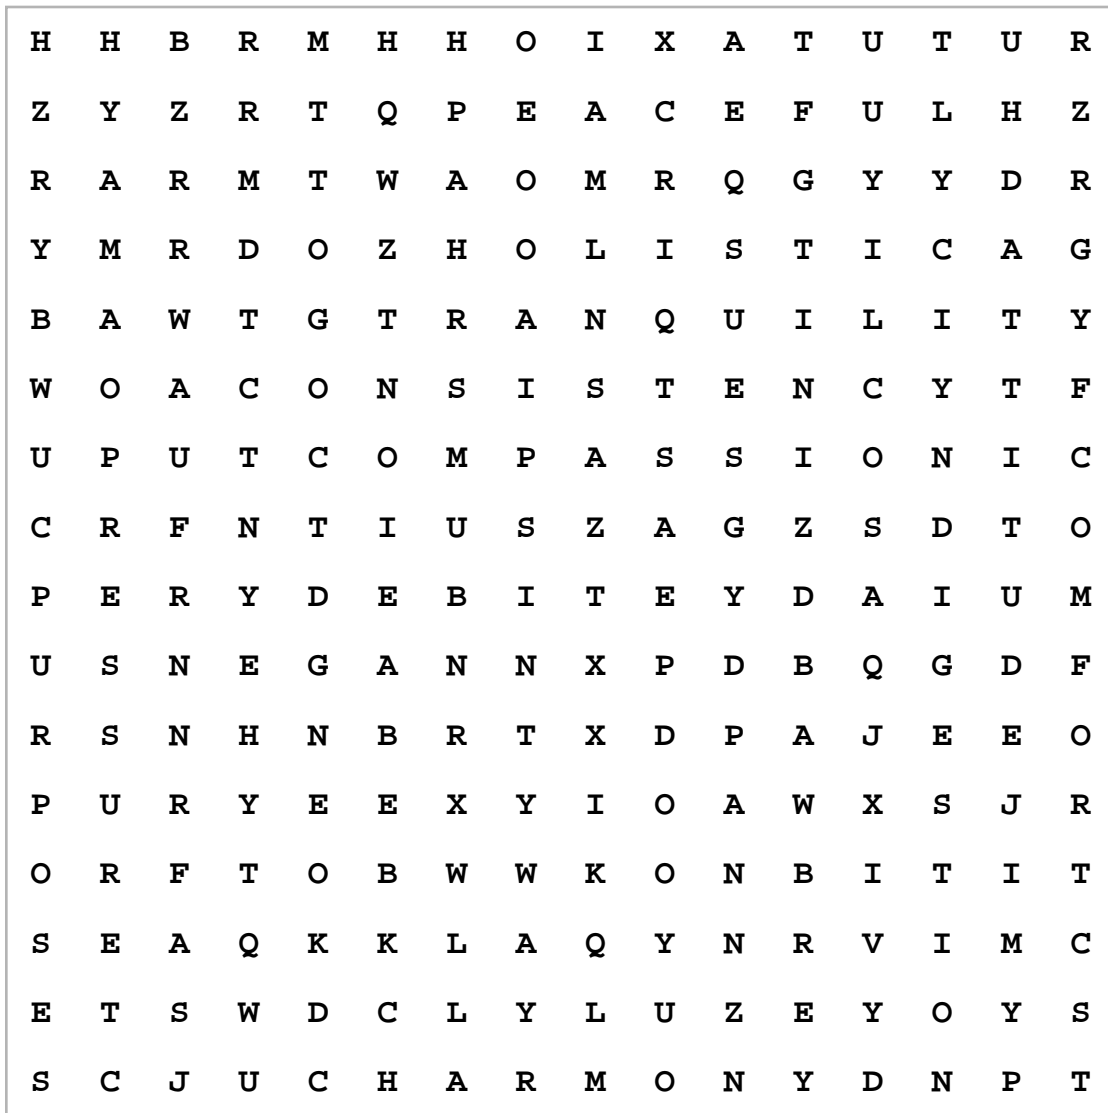 H H B R M H H O I X A T U T U R
Z Y Z R T Q P E A C E F U L H Z
R A R M T W A O M R Q G Y Y D R
Y M R D O Z H O L I S T I C A G
B A W T G T R A N Q U I L I T Y
W O A C O N S I S T E N C Y T F
U P U T C O M P A S S I O N I C
C R F N T I U S Z A G Z S D T O
P E R Y D E B I T E Y D A I U M
U S N E G A N N X P D B Q G D F
R S N H N B R T X D P A J E E O
P U R Y E E X Y I O A W X S J R
O R F T O B W W K O N B I T I T
S E A Q K K L A Q Y N R V I M C
E T S W D C L Y L U Z E Y O Y S
S C J U C H A R M O N Y D N P T